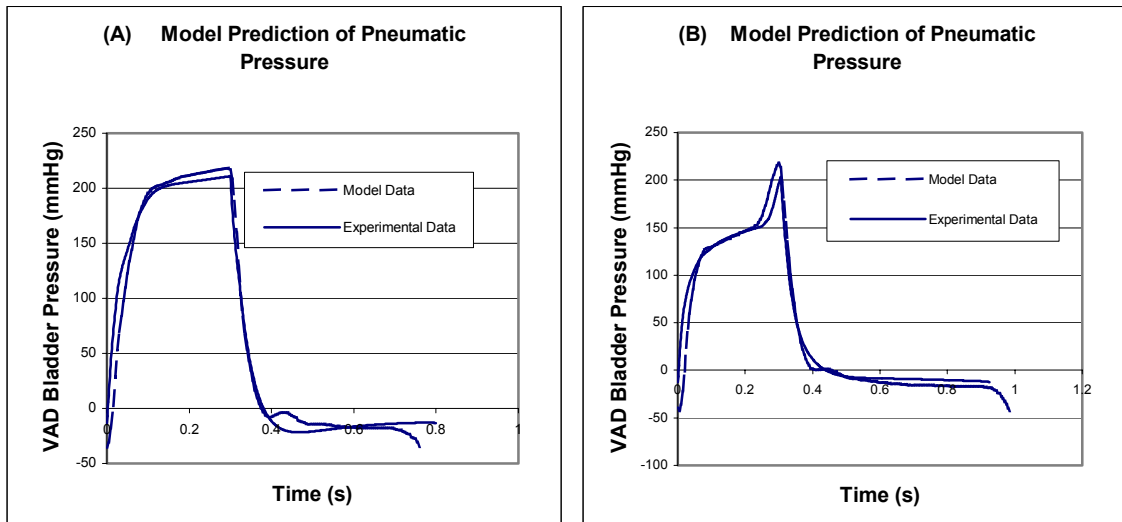 (A) Model Prediction of Pneumatic
Pressure
VAD Bladder Pressure (mmHg)
250
200
150
100
50
0
-50
0 0.2 0.4 0.6 0.8 1
Model Data
Experimental Data
Time (s)
(B) Model Prediction of Pneumatic
Pressure
VAD Bladder Pressure (mmHg)
250
200
150
100
50
0
-50
-100
0 0.2 0.4 0.6 0.8 1 1.2
Model Data
Experimental Data
Time (s)